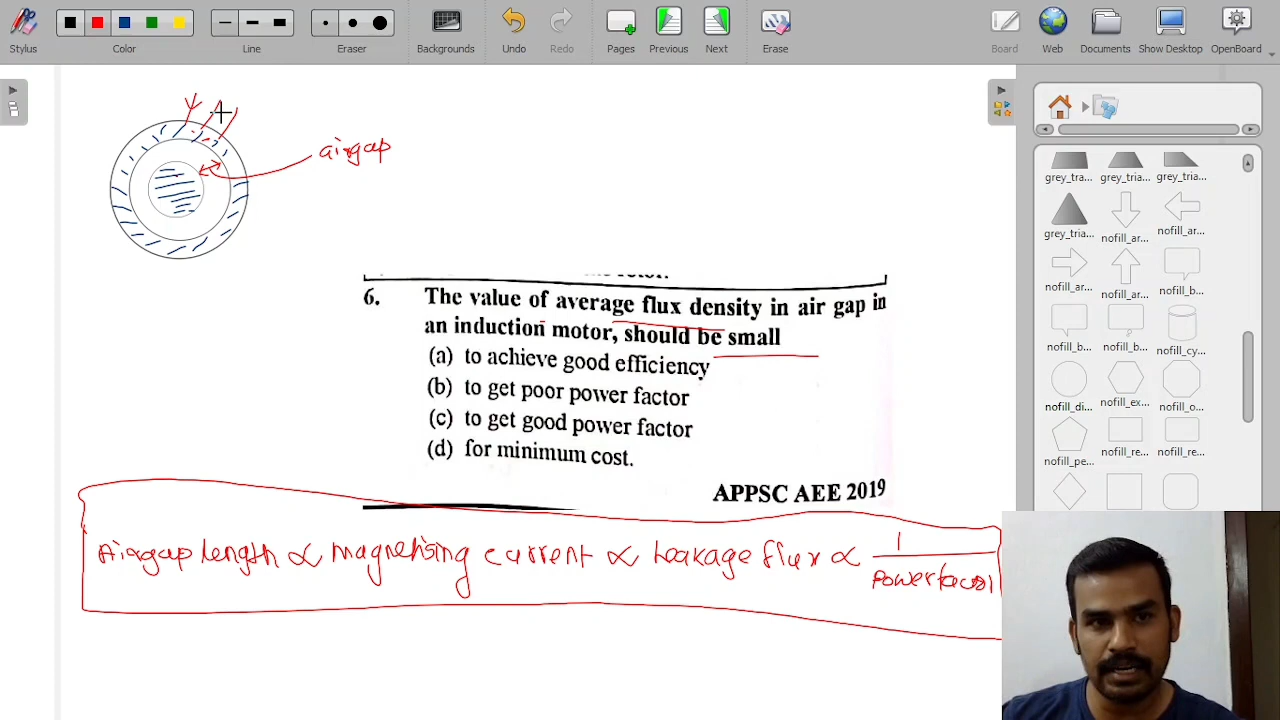 Stylus Color Line Eraser Backgrounds Undo Redo Pages Previous Next Erase Board Web Documents Show Desktop OpenBoard
airgap
6. The value of average flux density in air gap in
an induction motor, should be small
(a) to achieve good efficiency
(b) to get poor power factor
(c) to get good power factor
(d) for minimum cost.
APPSC AEE 2019
Airgap length ∝ magnetising current ∝ Leakage flux ∝ 1
Powerfactor
grey_tra... grey_tria... grey_tria...
grey_tria... nofill_ar... nofill_ar...
nofill_ar... nofill_ar... nofill_b...
nofill_b... nofill_b... nofill_cy...
nofill_di... nofill_ex... nofill_o...
nofill_pe... nofill_re... nofill_re...